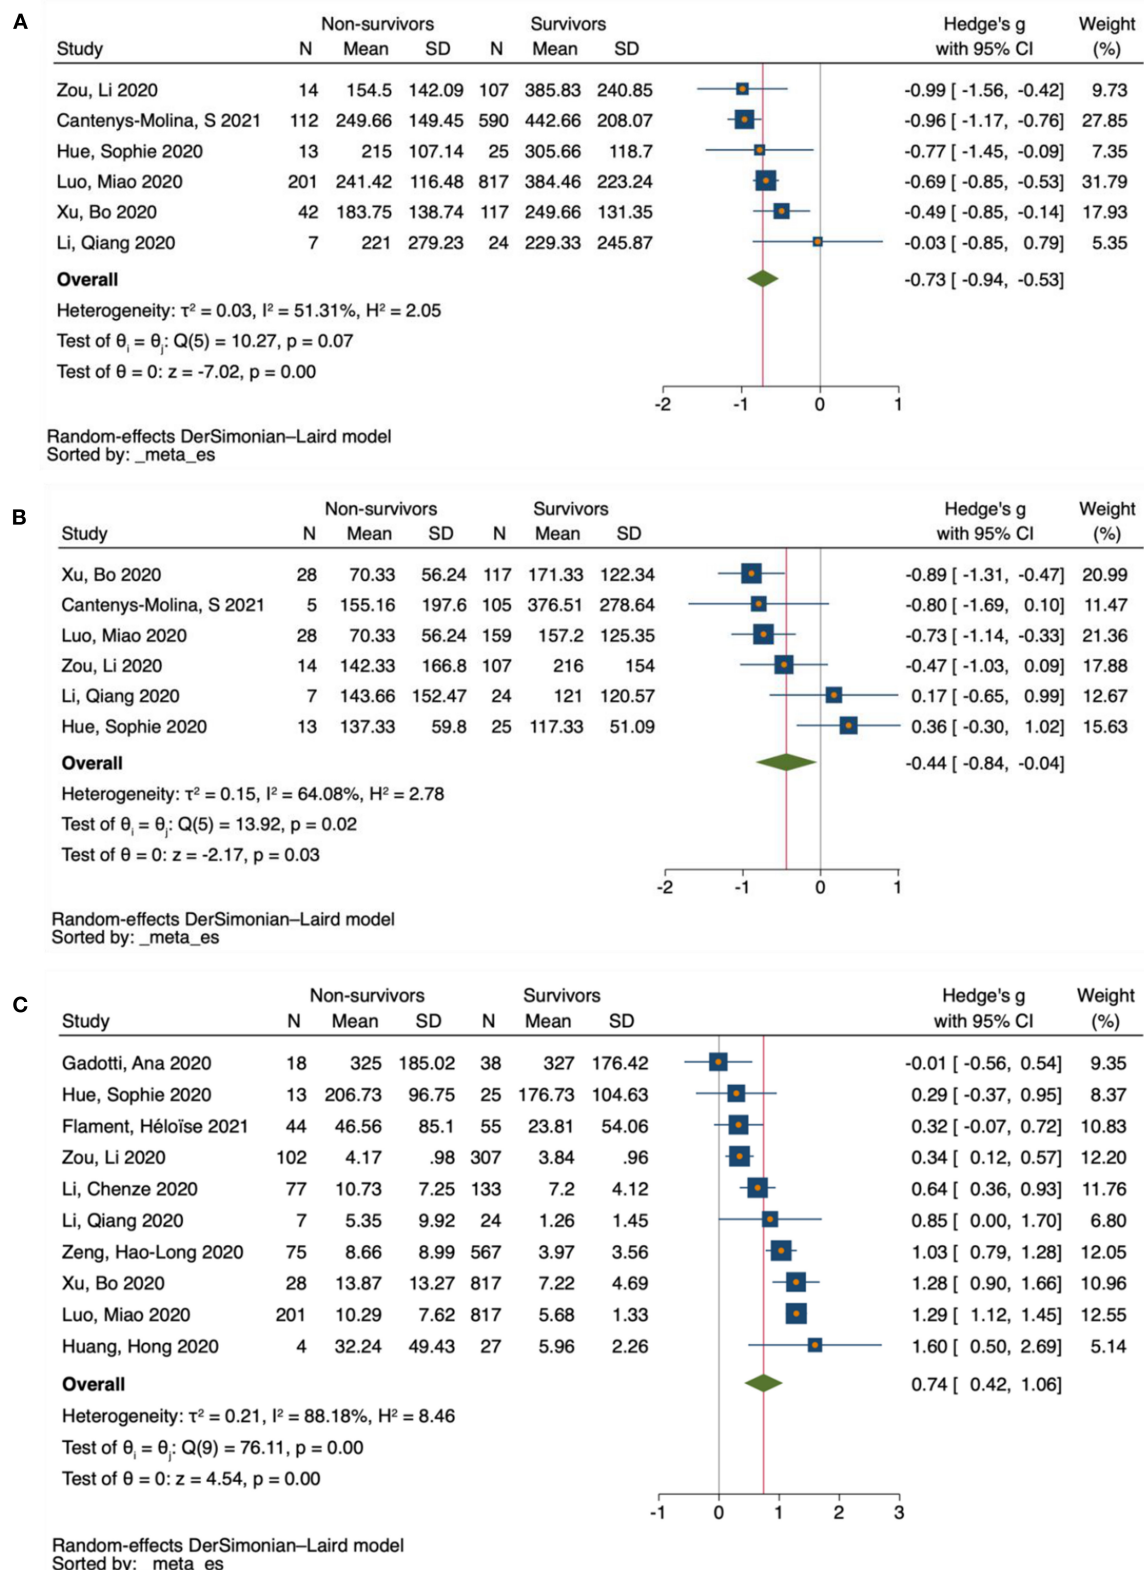 A
Non-survivors Survivors Hedge's g Weight
Study N Mean SD N Mean SD with 95% CI (%)
Zou, Li 2020 14 154.5 142.09 107 385.83 240.85 -0.99 [ -1.56, -0.42] 9.73
Cantenys-Molina, S 2021 112 249.66 149.45 590 442.66 208.07 -0.96 [ -1.17, -0.76] 27.85
Hue, Sophie 2020 13 215 107.14 25 305.66 118.7 -0.77 [ -1.45, -0.09] 7.35
Luo, Miao 2020 201 241.42 116.48 817 384.46 223.24 -0.69 [ -0.85, -0.53] 31.79
Xu, Bo 2020 42 183.75 138.74 117 249.66 131.35 -0.49 [ -0.85, -0.14] 17.93
Li, Qiang 2020 7 221 279.23 24 229.33 245.87 -0.03 [ -0.85, 0.79] 5.35
Overall -0.73 [ -0.94, -0.53]
Heterogeneity: τ² = 0.03, I² = 51.31%, H² = 2.05
Test of θᵢ = θⱼ: Q(5) = 10.27, p = 0.07
Test of θ = 0: z = -7.02, p = 0.00
-2 -1 0 1
Random-effects DerSimonian–Laird model
Sorted by: _meta_es
B
Non-survivors Survivors Hedge's g Weight
Study N Mean SD N Mean SD with 95% CI (%)
Xu, Bo 2020 28 70.33 56.24 117 171.33 122.34 -0.89 [ -1.31, -0.47] 20.99
Cantenys-Molina, S 2021 5 155.16 197.6 105 376.51 278.64 -0.80 [ -1.69, 0.10] 11.47
Luo, Miao 2020 28 70.33 56.24 159 157.2 125.35 -0.73 [ -1.14, -0.33] 21.36
Zou, Li 2020 14 142.33 166.8 107 216 154 -0.47 [ -1.03, 0.09] 17.88
Li, Qiang 2020 7 143.66 152.47 24 121 120.57 0.17 [ -0.65, 0.99] 12.67
Hue, Sophie 2020 13 137.33 59.8 25 117.33 51.09 0.36 [ -0.30, 1.02] 15.63
Overall -0.44 [ -0.84, -0.04]
Heterogeneity: τ² = 0.15, I² = 64.08%, H² = 2.78
Test of θᵢ = θⱼ: Q(5) = 13.92, p = 0.02
Test of θ = 0: z = -2.17, p = 0.03
-2 -1 0 1
Random-effects DerSimonian–Laird model
Sorted by: _meta_es
C
Non-survivors Survivors Hedge's g Weight
Study N Mean SD N Mean SD with 95% CI (%)
Gadotti, Ana 2020 18 325 185.02 38 327 176.42 -0.01 [ -0.56, 0.54] 9.35
Hue, Sophie 2020 13 206.73 96.75 25 176.73 104.63 0.29 [ -0.37, 0.95] 8.37
Flament, Héloïse 2021 44 46.56 85.1 55 23.81 54.06 0.32 [ -0.07, 0.72] 10.83
Zou, Li 2020 102 4.17 .98 307 3.84 .96 0.34 [ 0.12, 0.57] 12.20
Li, Chenze 2020 77 10.73 7.25 133 7.2 4.12 0.64 [ 0.36, 0.93] 11.76
Li, Qiang 2020 7 5.35 9.92 24 1.26 1.45 0.85 [ 0.00, 1.70] 6.80
Zeng, Hao-Long 2020 75 8.66 8.99 567 3.97 3.56 1.03 [ 0.79, 1.28] 12.05
Xu, Bo 2020 28 13.87 13.27 817 7.22 4.69 1.28 [ 0.90, 1.66] 10.96
Luo, Miao 2020 201 10.29 7.62 817 5.68 1.33 1.29 [ 1.12, 1.45] 12.55
Huang, Hong 2020 4 32.24 49.43 27 5.96 2.26 1.60 [ 0.50, 2.69] 5.14
Overall 0.74 [ 0.42, 1.06]
Heterogeneity: τ² = 0.21, I² = 88.18%, H² = 8.46
Test of θᵢ = θⱼ: Q(9) = 76.11, p = 0.00
Test of θ = 0: z = 4.54, p = 0.00
-1 0 1 2 3
Random-effects DerSimonian–Laird model
Sorted by: _meta_es